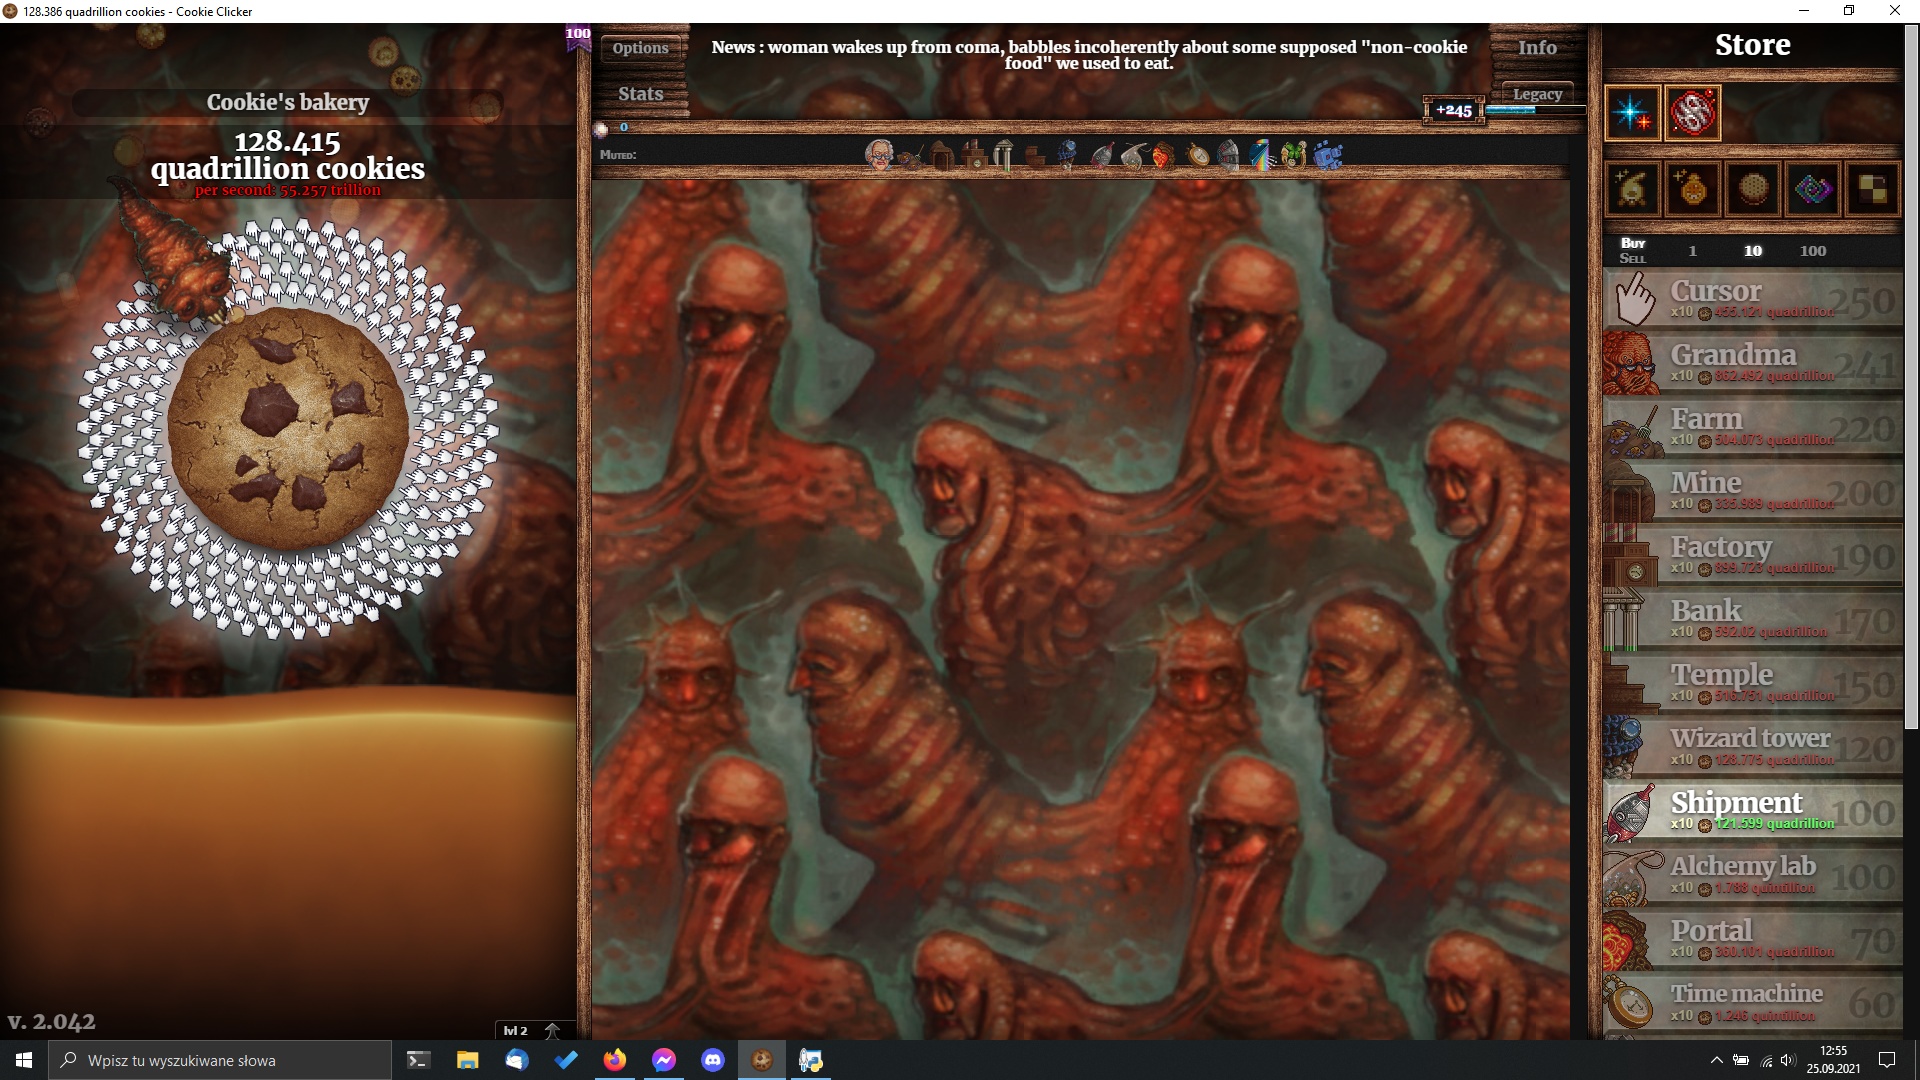 128.386 quadrillion cookies - Cookie Clicker
100
Options
Stats
News : woman wakes up from coma, babbles incoherently about some supposed "non-cookie
food" we used to eat.
Info
Legacy
+245
0
Muted:
Cookie's bakery
128.415
quadrillion cookies
per second: 55.257 trillion
v. 2.042
lvl 2
Store
Buy
Sell
1
10
100
Cursor
x10 455.121 quadrillion
250
Grandma
x10 862.492 quadrillion
241
Farm
x10 504.073 quadrillion
220
Mine
x10 335.989 quadrillion
200
Factory
x10 899.723 quadrillion
190
Bank
x10 592.02 quadrillion
170
Temple
x10 516.751 quadrillion
150
Wizard tower
x10 128.775 quadrillion
120
Shipment
x10 121.599 quadrillion
100
Alchemy lab
x10 1.788 quintillion
100
Portal
x10 360.101 quadrillion
70
Time machine
x10 1.246 quintillion
60
Wpisz tu wyszukiwane słowa
12:55
25.09.2021